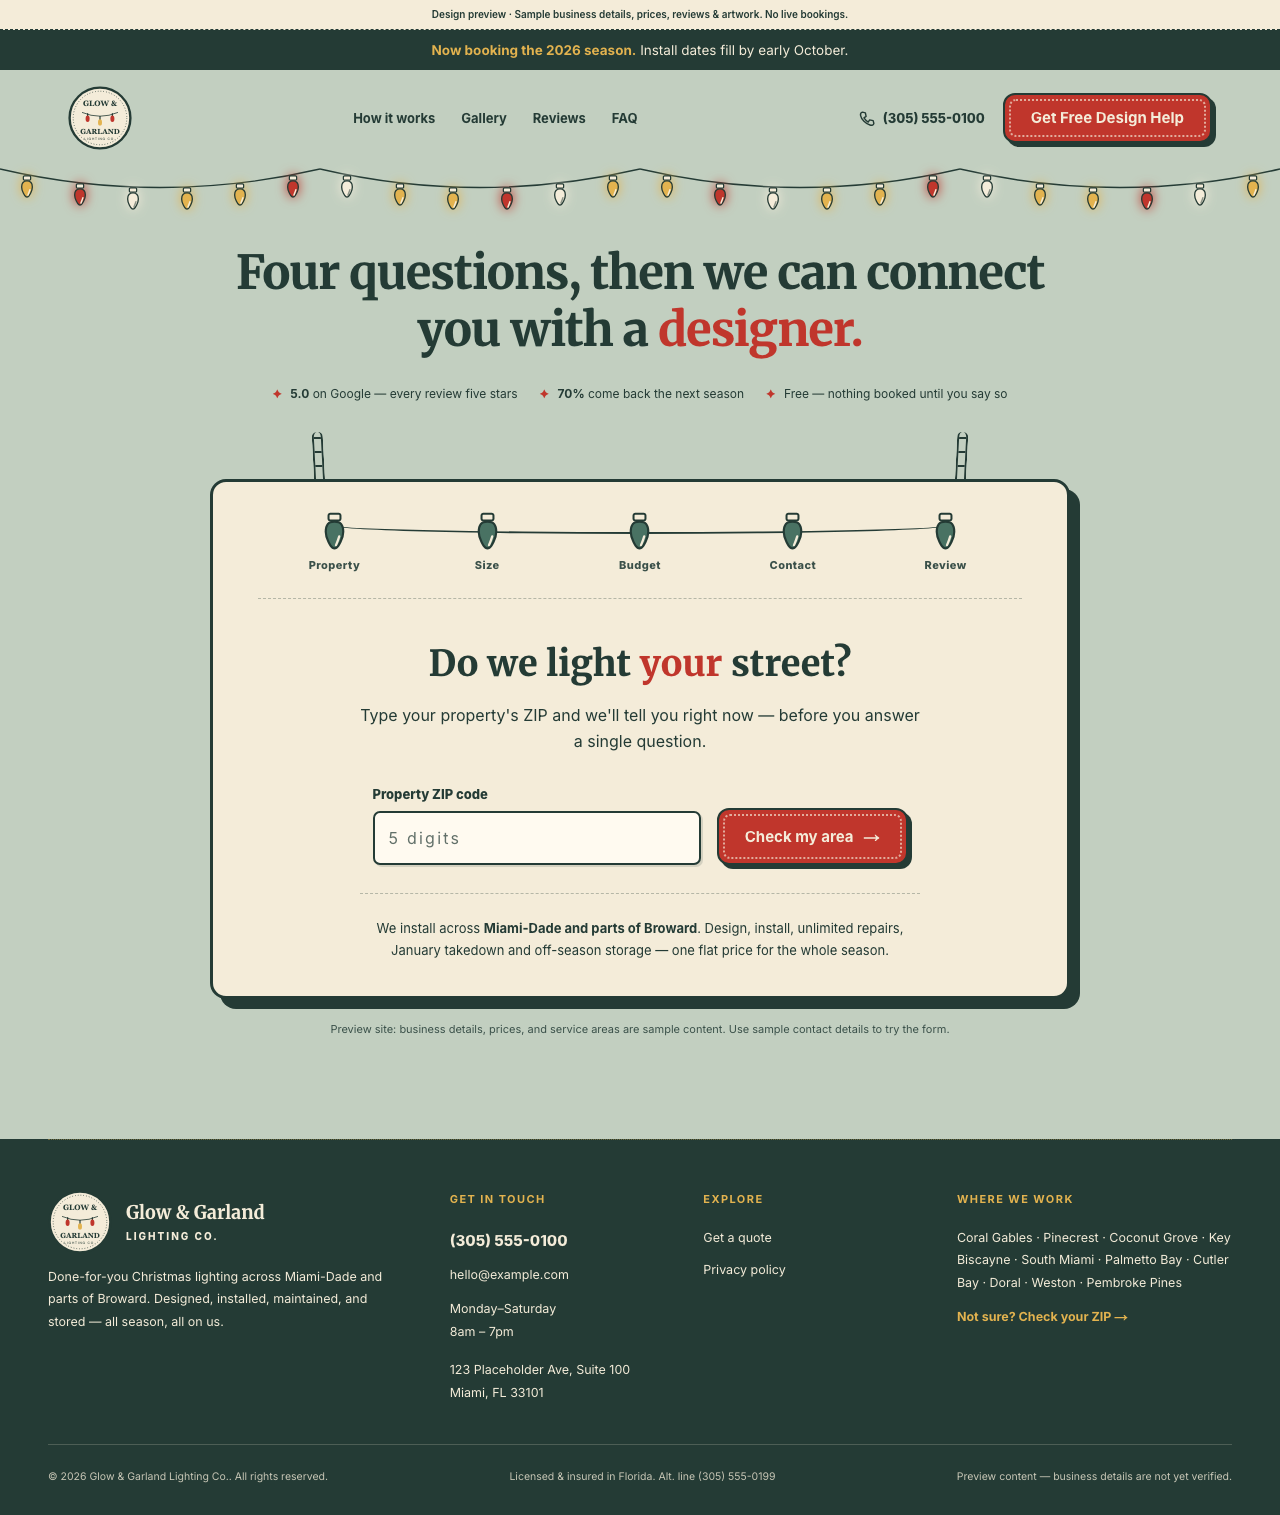 Design preview · Sample business details, prices, reviews & artwork. No live bookings.
Now booking the 2026 season. Install dates fill by early October.
GLOW &
GARLAND
LIGHTING CO.
How it works
Gallery
Reviews
FAQ
(305) 555-0100
Get Free Design Help
Four questions, then we can connect
you with a designer.
5.0 on Google — every review five stars
70% come back the next season
Free — nothing booked until you say so
Property
Size
Budget
Contact
Review
Do we light your street?
Type your property's ZIP and we'll tell you right now — before you answer
a single question.
Property ZIP code
5 digits
Check my area →
We install across Miami-Dade and parts of Broward. Design, install, unlimited repairs,
January takedown and off-season storage — one flat price for the whole season.
Preview site: business details, prices, and service areas are sample content. Use sample contact details to try the form.
GLOW &
GARLAND
LIGHTING CO.
Glow & Garland
LIGHTING CO.
Done-for-you Christmas lighting across Miami-Dade and
parts of Broward. Designed, installed, maintained, and
stored — all season, all on us.
GET IN TOUCH
(305) 555-0100
hello@example.com
Monday–Saturday
8am – 7pm
123 Placeholder Ave, Suite 100
Miami, FL 33101
EXPLORE
Get a quote
Privacy policy
WHERE WE WORK
Coral Gables · Pinecrest · Coconut Grove · Key
Biscayne · South Miami · Palmetto Bay · Cutler
Bay · Doral · Weston · Pembroke Pines
Not sure? Check your ZIP →
© 2026 Glow & Garland Lighting Co.. All rights reserved.
Licensed & insured in Florida. Alt. line (305) 555-0199
Preview content — business details are not yet verified.